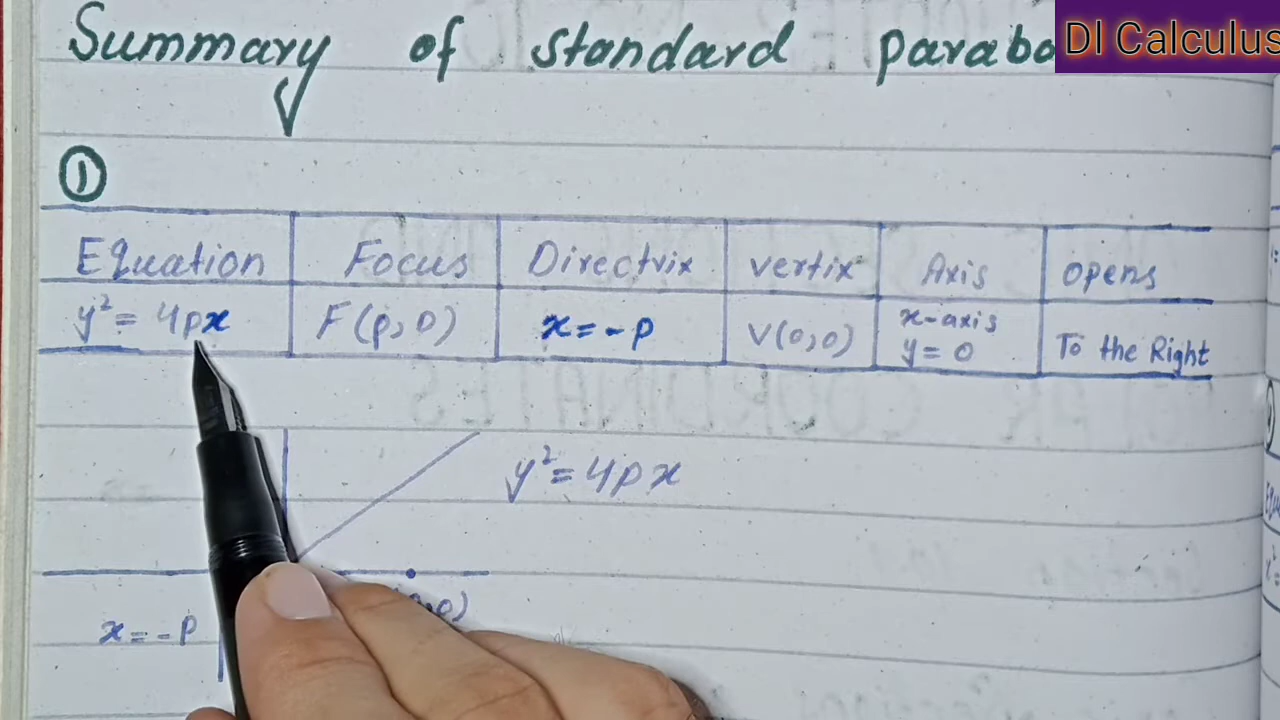 Summary of standard parabo
DI Calculus
1
Equation Focus Directrix vertix Axis opens
y² = 4px F(p,0) x = -p V(0,0) x-axis y = 0 To the Right
y² = 4px
,0)
x = -p